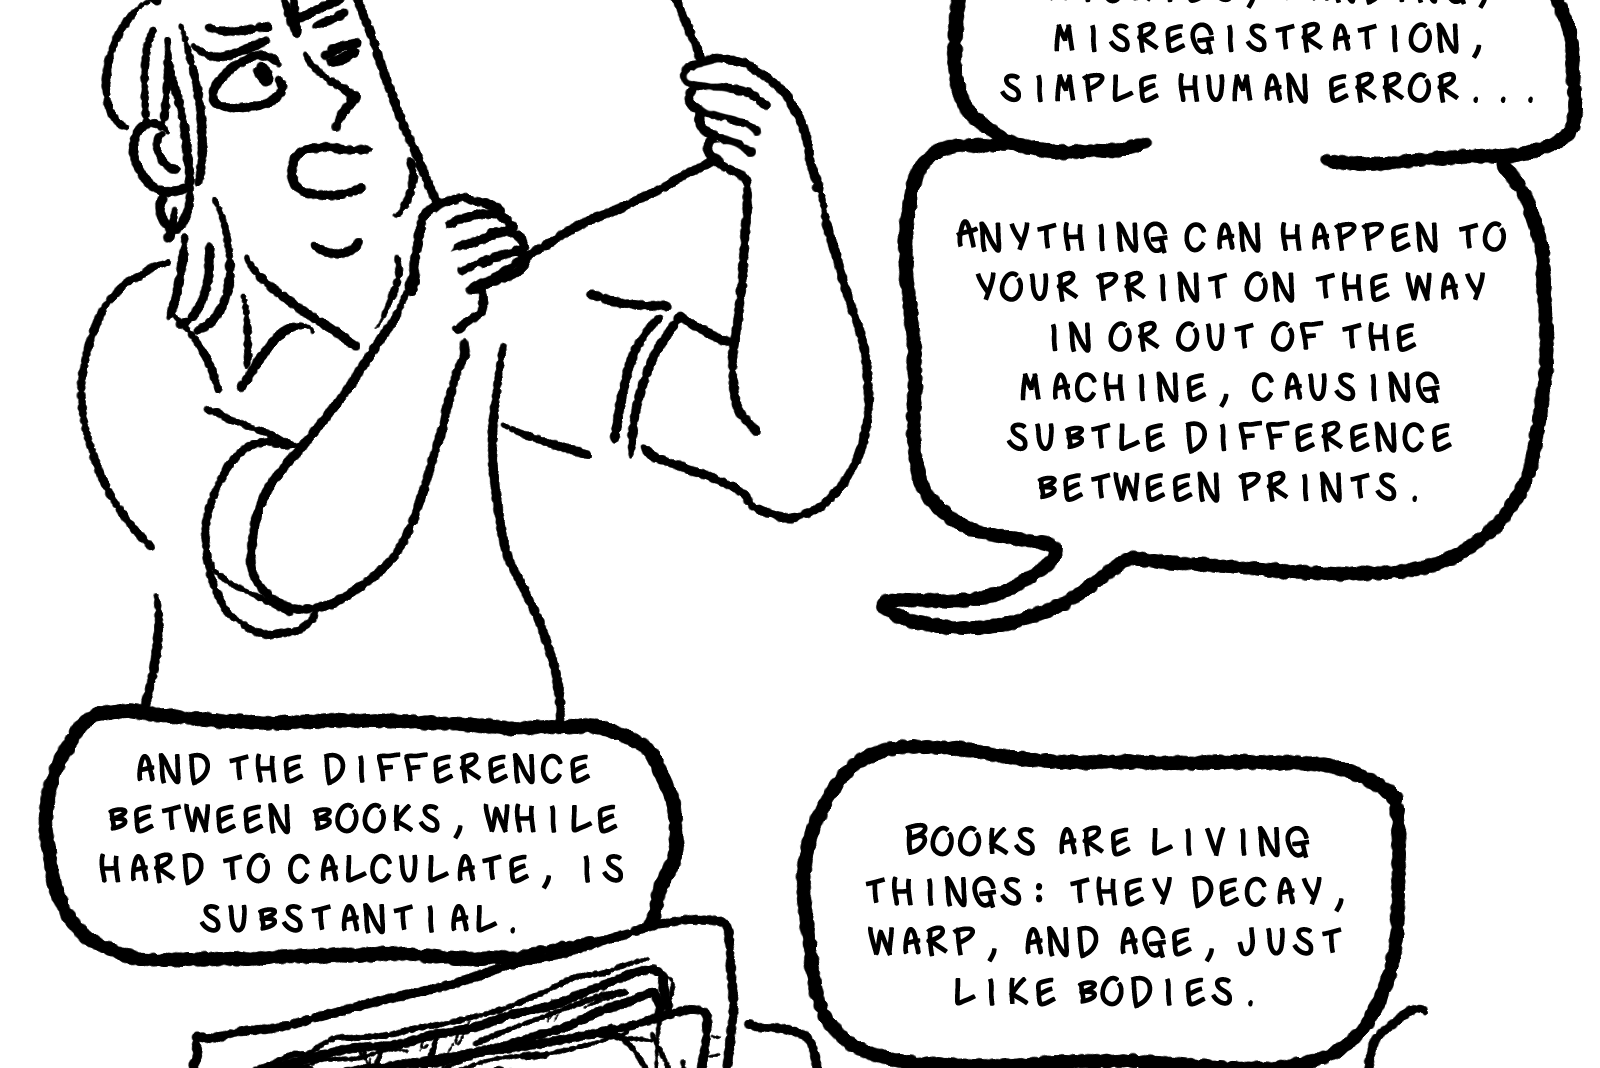 MISREGISTRATION,
SIMPLE HUMAN ERROR...
ANYTHING CAN HAPPEN TO
YOUR PRINT ON THE WAY
IN OR OUT OF THE
MACHINE, CAUSING
SUBTLE DIFFERENCE
BETWEEN PRINTS.
AND THE DIFFERENCE
BETWEEN BOOKS, WHILE
HARD TO CALCULATE, IS
SUBSTANTIAL.
BOOKS ARE LIVING
THINGS: THEY DECAY,
WARP, AND AGE, JUST
LIKE BODIES.